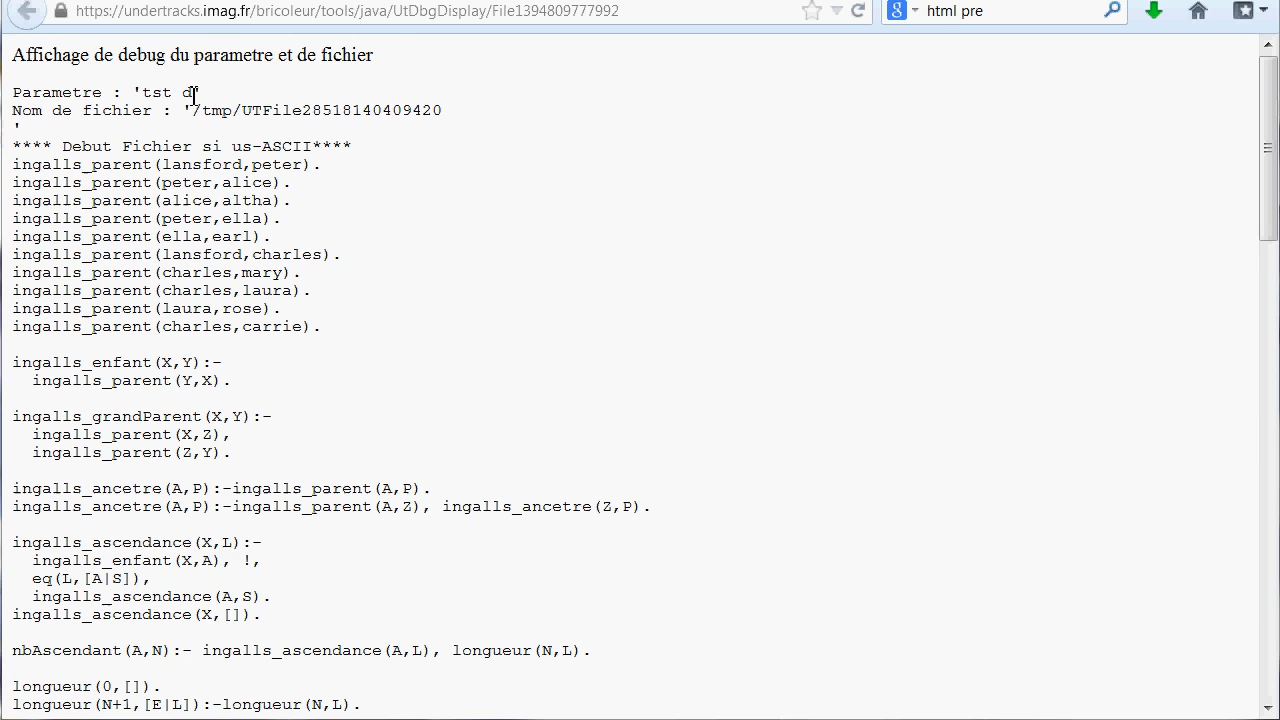 https://undertracks.imag.fr/bricoleur/tools/java/UtDbgDisplay/File1394809777992
html pre
Affichage de debug du parametre et de fichier
Parametre : 'tst d'
Nom de fichier : '/tmp/UTFile28518140409420
'
**** Debut Fichier si us-ASCII****
ingalls_parent(lansford,peter).
ingalls_parent(peter,alice).
ingalls_parent(alice,altha).
ingalls_parent(peter,ella).
ingalls_parent(ella,earl).
ingalls_parent(lansford,charles).
ingalls_parent(charles,mary).
ingalls_parent(charles,laura).
ingalls_parent(laura,rose).
ingalls_parent(charles,carrie).
ingalls_enfant(X,Y):-
ingalls_parent(Y,X).
ingalls_grandParent(X,Y):-
ingalls_parent(X,Z),
ingalls_parent(Z,Y).
ingalls_ancetre(A,P):-ingalls_parent(A,P).
ingalls_ancetre(A,P):-ingalls_parent(A,Z), ingalls_ancetre(Z,P).
ingalls_ascendance(X,L):-
ingalls_enfant(X,A), !,
eq(L,[A|S]),
ingalls_ascendance(A,S).
ingalls_ascendance(X,[]).
nbAscendant(A,N):- ingalls_ascendance(A,L), longueur(N,L).
longueur(0,[]).
longueur(N+1,[E|L]):-longueur(N,L).